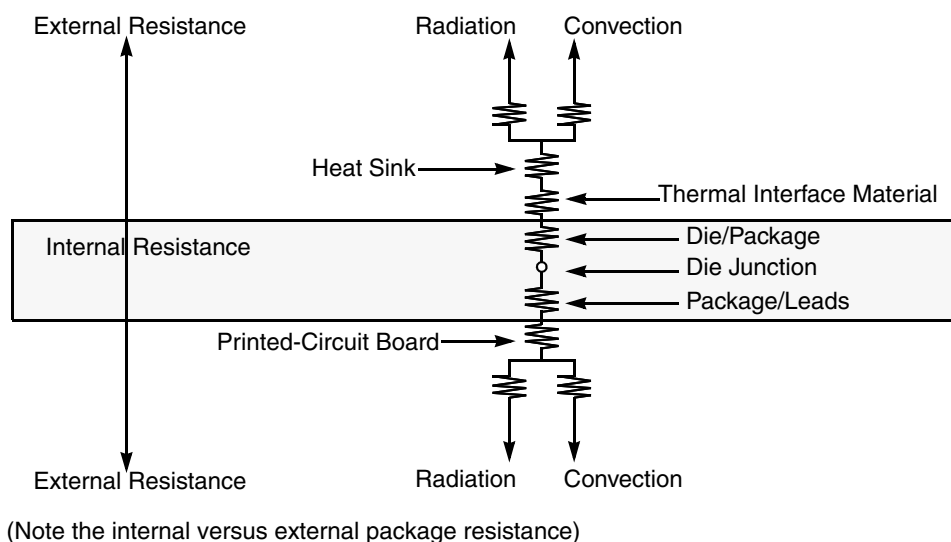 External Resistance
Radiation
Convection
Heat Sink
Thermal Interface Material
Internal Resistance
Die/Package
Die Junction
Package/Leads
Printed-Circuit Board
External Resistance
Radiation
Convection
(Note the internal versus external package resistance)